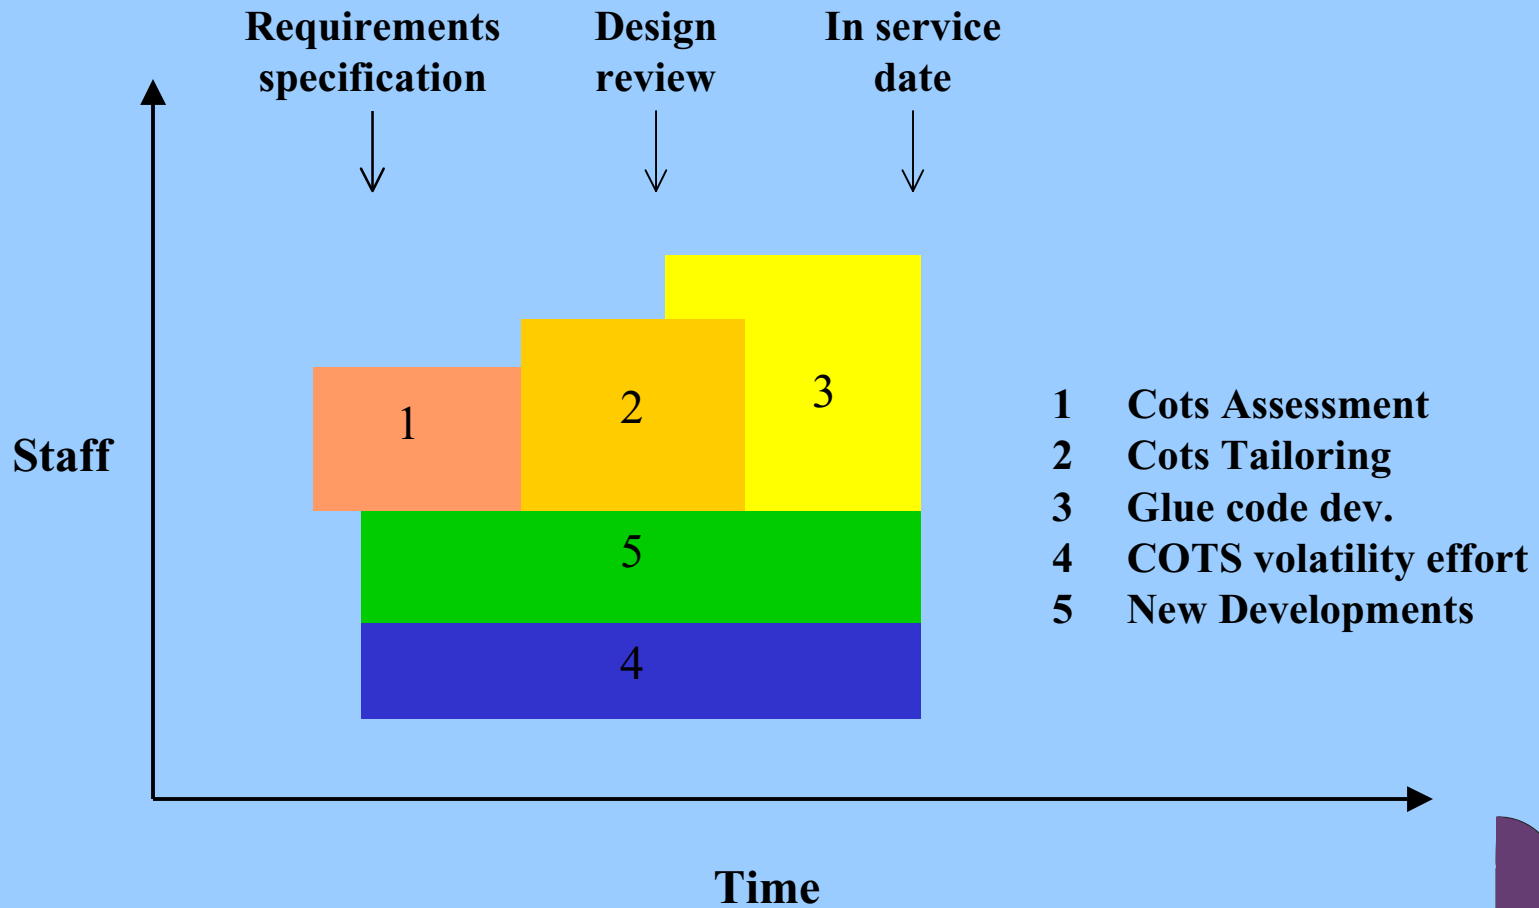 Requirements
specification
Design
review
In service
date
Staff
1
2
3
5
4
1 Cots Assessment
2 Cots Tailoring
3 Glue code dev.
4 COTS volatility effort
5 New Developments
Time